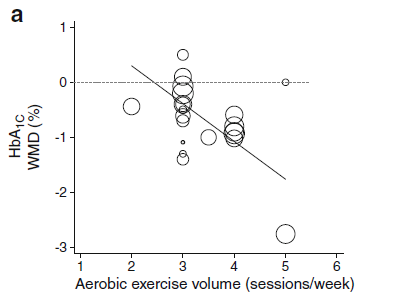 a
1
0
-1
-2
-3
HbA1C
WMD (%)
1 2 3 4 5 6
Aerobic exercise volume (sessions/week)